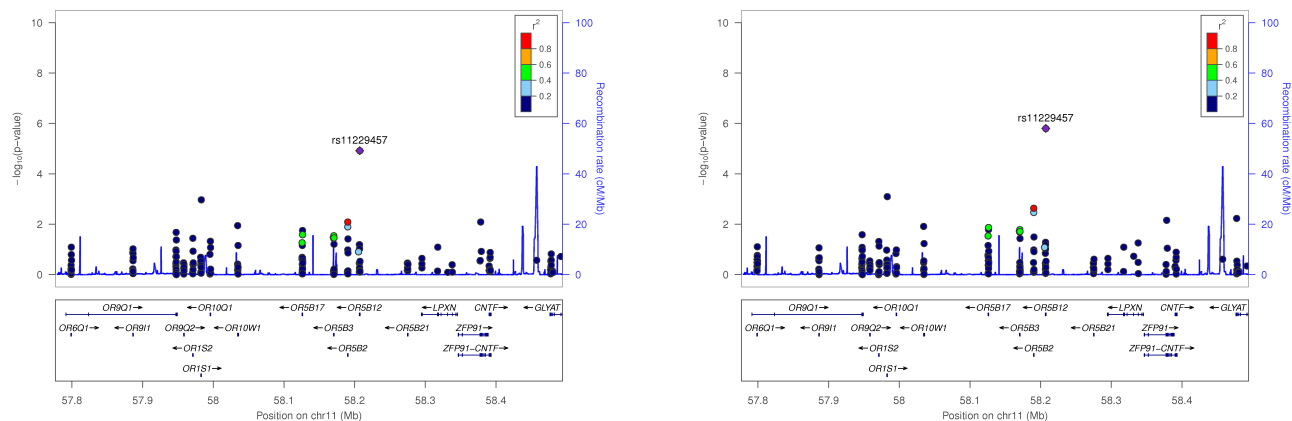 10
8
6
4
2
0
− log10(p−value)
100
80
60
40
20
0
Recombination rate (cM/Mb)
r2
0.8
0.6
0.4
0.2
rs11229457
OR9Q1→ ←OR10Q1 ←OR5B17 ←OR5B12 ←LPXN CNTF→ ←GLYAT
OR6Q1→ ←OR9I1 OR9Q2→ ←OR10W1 ←OR5B3 ←OR5B21 ZFP91→
←OR1S2 ←OR5B2 ZFP91−CNTF→
OR1S1→
57.8 57.9 58 58.1 58.2 58.3 58.4
Position on chr11 (Mb)
10
8
6
4
2
0
− log10(p−value)
100
80
60
40
20
0
Recombination rate (cM/Mb)
r2
0.8
0.6
0.4
0.2
rs11229457
OR9Q1→ ←OR10Q1 ←OR5B17 ←OR5B12 ←LPXN CNTF→ ←GLYAT
OR6Q1→ ←OR9I1 OR9Q2→ ←OR10W1 ←OR5B3 ←OR5B21 ZFP91→
←OR1S2 ←OR5B2 ZFP91−CNTF→
OR1S1→
57.8 57.9 58 58.1 58.2 58.3 58.4
Position on chr11 (Mb)